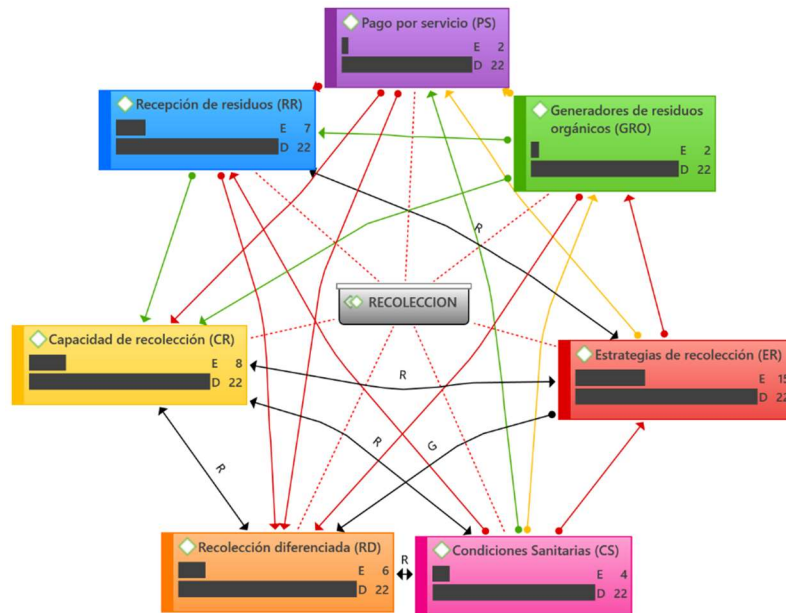 Pago por servicio (PS)
E 2
D 22
Recepción de residuos (RR)
E 7
D 22
Generadores de residuos
orgánicos (GRO)
E 2
D 22
R
RECOLECCION
Capacidad de recolección (CR)
E 8
D 22
Estrategias de recolección (ER)
E 15
D 22
R
R
G
R
Recolección diferenciada (RD)
E 6
D 22
R
Condiciones Sanitarias (CS)
E 4
D 22